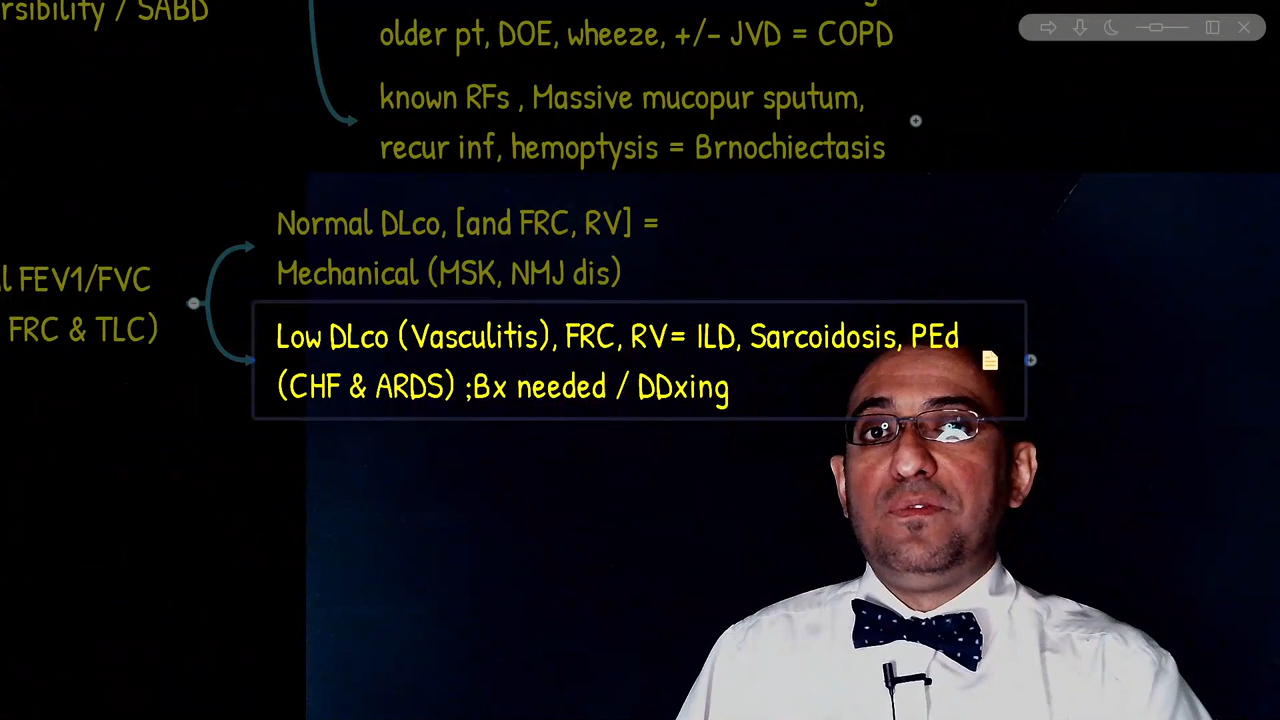 rsibility / SABD
older pt, DOE, wheeze, +/- JVD = COPD
known RFs , Massive mucopur sputum,
recur inf, hemoptysis = Brnochiectasis
Normal DLco, [and FRC, RV] =
Mechanical (MSK, NMJ dis)
l FEV1/FVC
FRC & TLC)
Low DLco (Vasculitis), FRC, RV= ILD, Sarcoidosis, PEd
(CHF & ARDS) ;Bx needed / DDxing